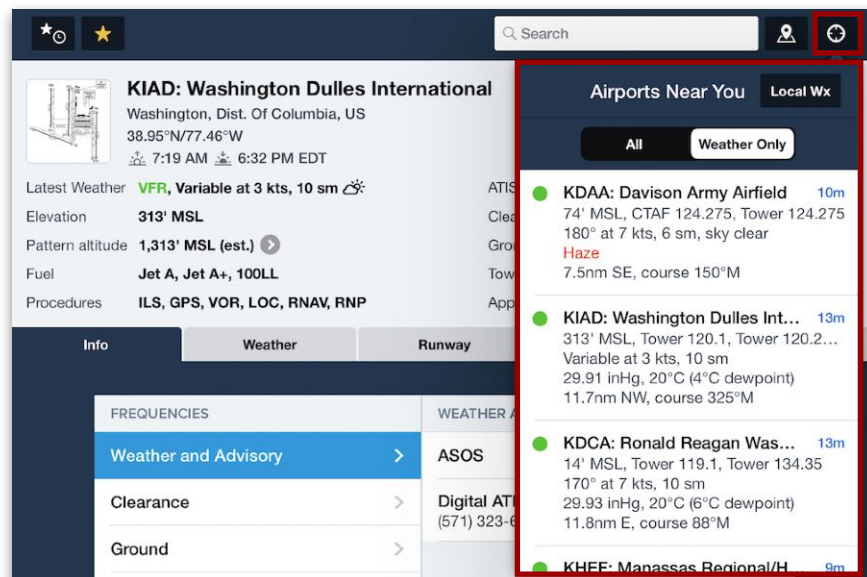 Search
KIAD: Washington Dulles International
Washington, Dist. Of Columbia, US
38.95°N/77.46°W
7:19 AM 6:32 PM EDT
Latest Weather VFR, Variable at 3 kts, 10 sm
Elevation 313' MSL
Pattern altitude 1,313' MSL (est.)
Fuel Jet A, Jet A+, 100LL
Procedures ILS, GPS, VOR, LOC, RNAV, RNP
ATIS
Clea
Gro
Tow
App
Info Weather Runway
FREQUENCIES
Weather and Advisory
Clearance
Ground
WEATHER A
ASOS
Digital ATI
(571) 323-6
Airports Near You Local Wx
All Weather Only
KDAA: Davison Army Airfield 10m
74' MSL, CTAF 124.275, Tower 124.275
180° at 7 kts, 6 sm, sky clear
Haze
7.5nm SE, course 150°M
KIAD: Washington Dulles Int... 13m
313' MSL, Tower 120.1, Tower 120.2...
Variable at 3 kts, 10 sm
29.91 inHg, 20°C (4°C dewpoint)
11.7nm NW, course 325°M
KDCA: Ronald Reagan Was... 13m
14' MSL, Tower 119.1, Tower 134.35
170° at 7 kts, 10 sm
29.93 inHg, 20°C (6°C dewpoint)
11.8nm E, course 88°M
KHEF: Manassas Regional/H... 9m